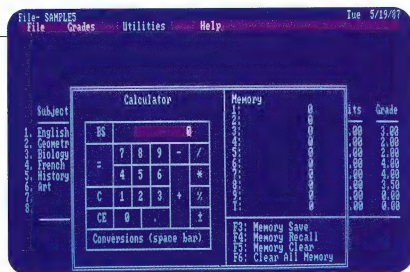 File- SAMPLE5 Tue 5/19/87
File Grades Utilities Help
Calculator
Memory
Subject its Grade
BS 0
1: 0
2: 0
3: 0
4: 0
5: 0
6: 0
7: 0
8: 0
9: 0
1. English .00 3.00
2. Geometr .00 2.00
3. Biology .00
4. French .00 4.00
5. History .00 4.00
6. Art .00 3.50
7. .00 0.00
8. .00 0.00
7 8 9 - /
= 4 5 6 *
C 1 2 3 + %
CE 0 . ±
Conversions (space bar)
F3: Memory Save
F4: Memory Recall
F5: Memory Clear
F6: Clear All Memory